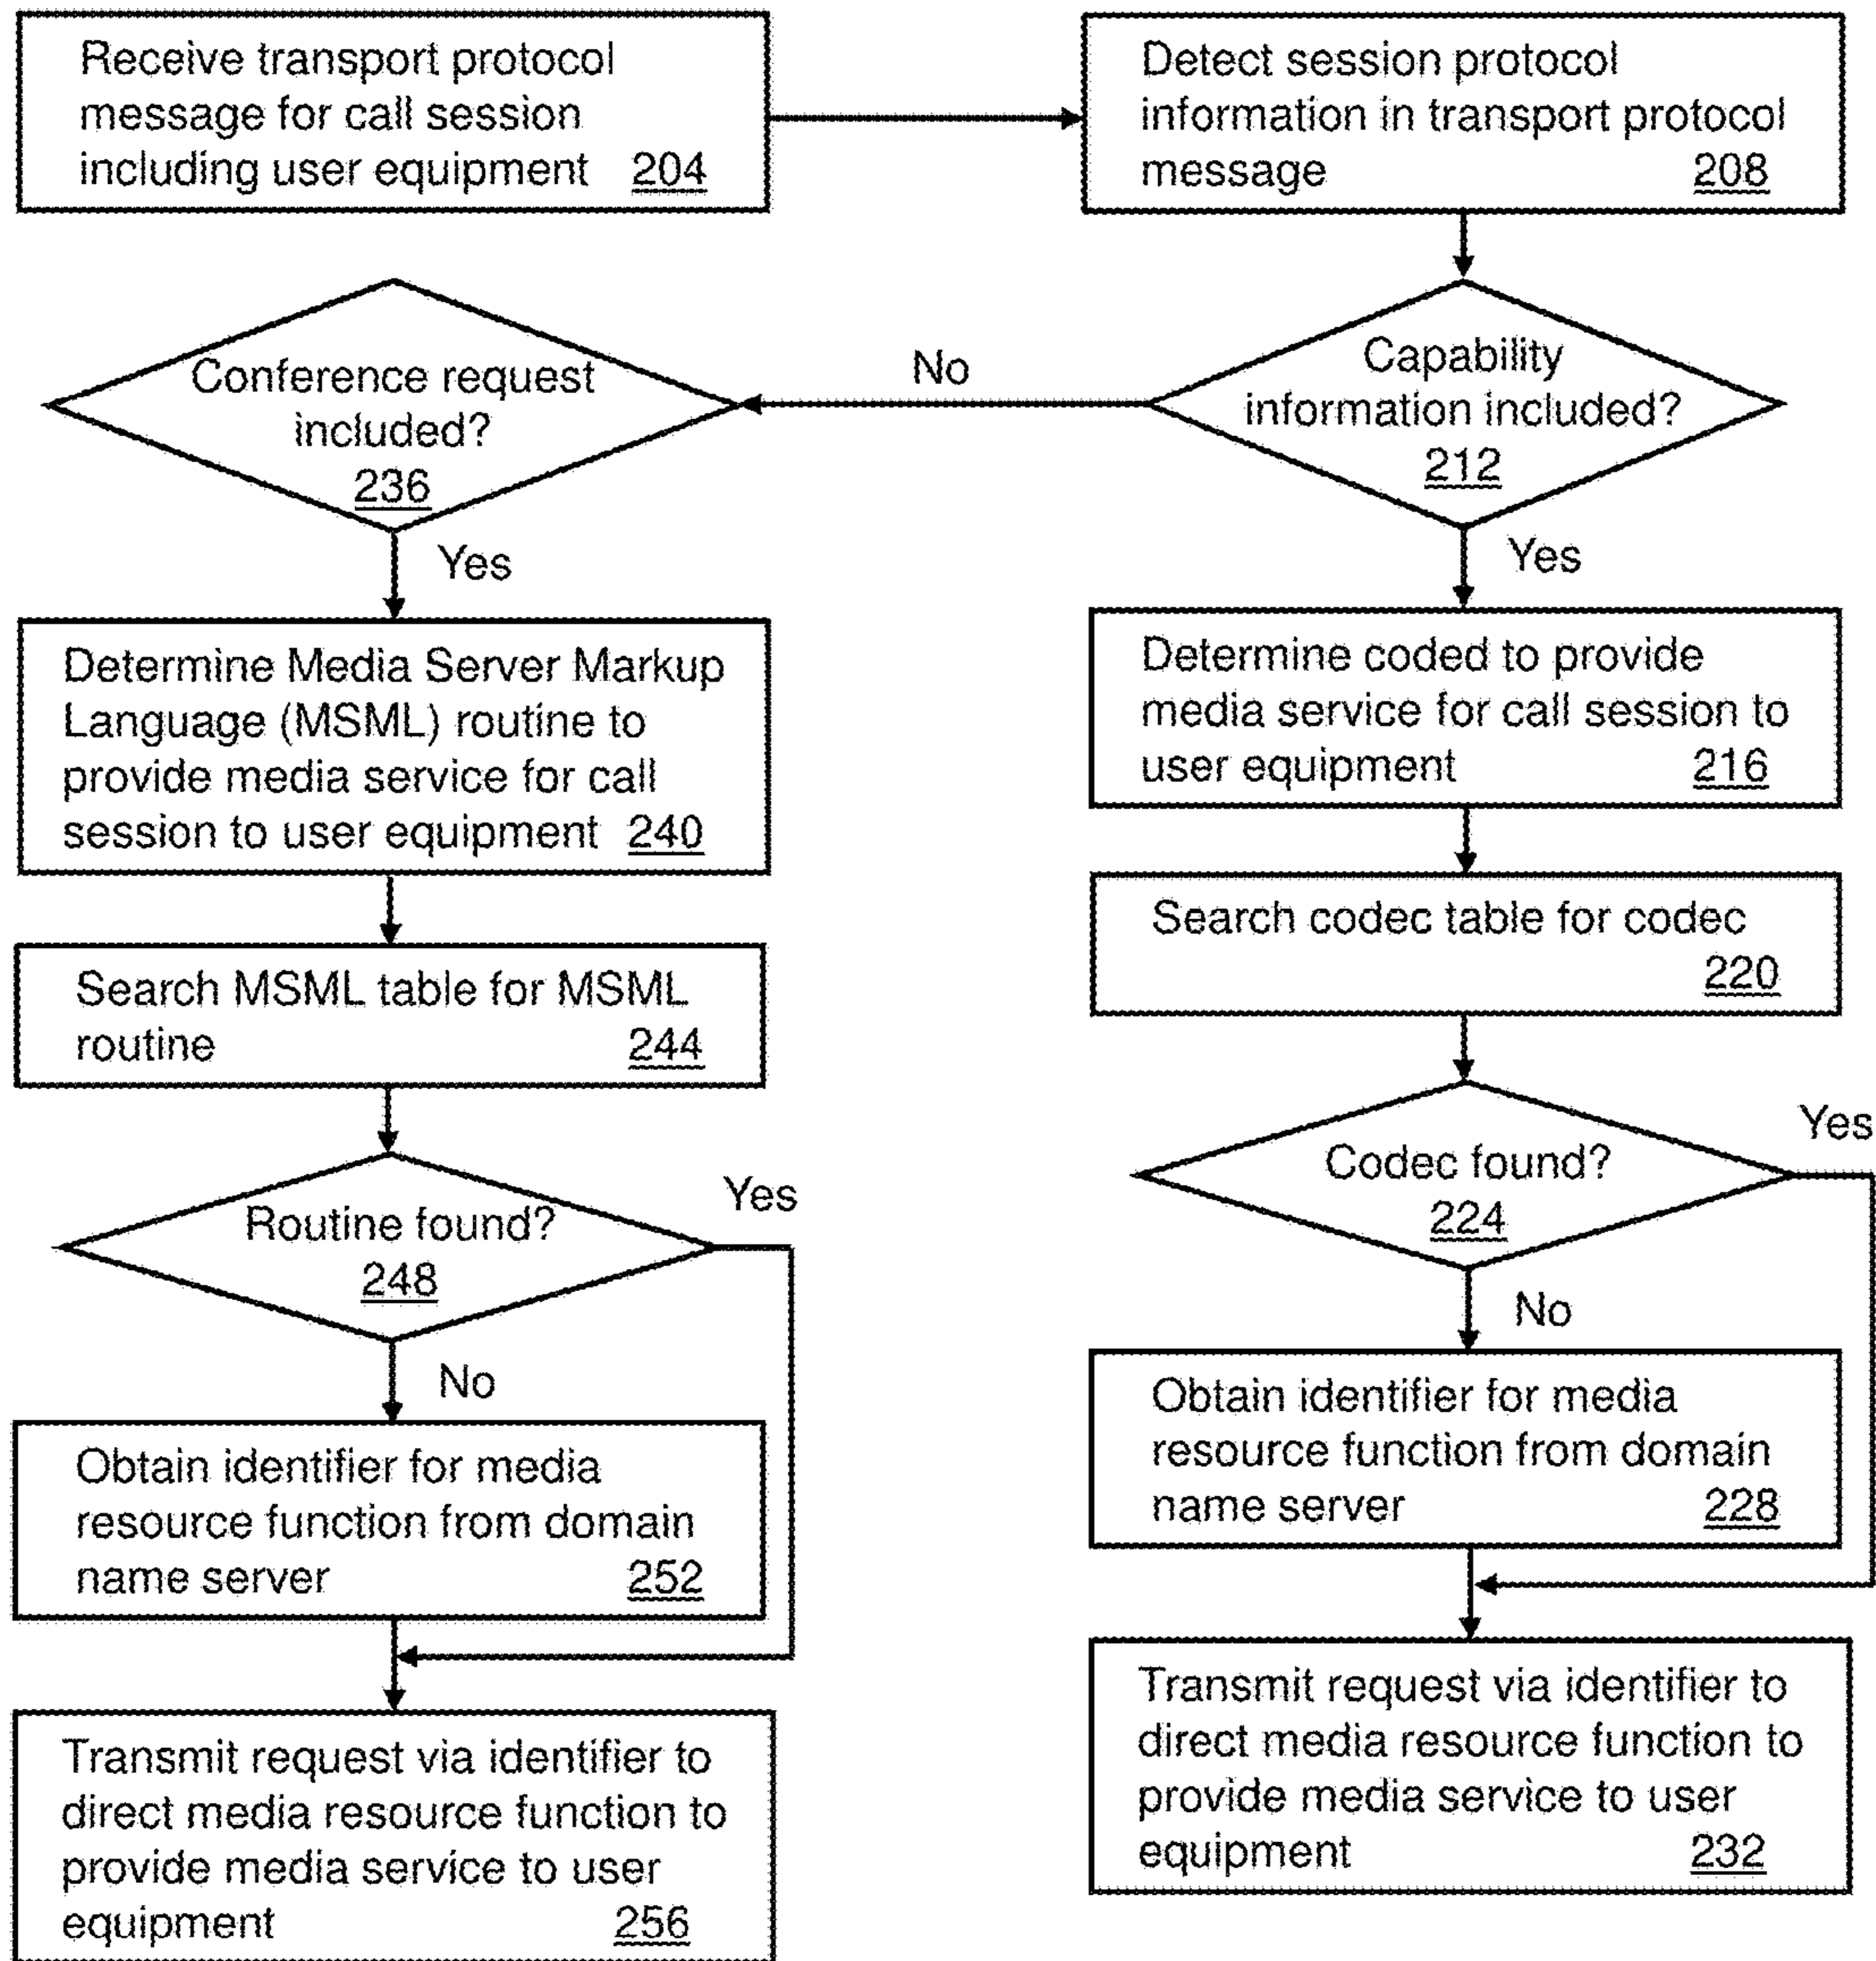 Receive transport protocol
message for call session
including user equipment 204
Detect session protocol
information in transport protocol
message 208
Capability
information included?
212
No
Conference request
included?
236
Yes
Yes
Determine Media Server Markup
Language (MSML) routine to
provide media service for call
session to user equipment 240
Determine coded to provide
media service for call session to
user equipment 216
Search codec table for codec
220
Search MSML table for MSML
routine 244
Codec found?
224
Yes
Routine found?
248
Yes
No
Obtain identifier for media
resource function from domain
name server 228
No
Obtain identifier for media
resource function from domain
name server 252
Transmit request via identifier to
direct media resource function to
provide media service to user
equipment 232
Transmit request via identifier to
direct media resource function to
provide media service to user
equipment 256